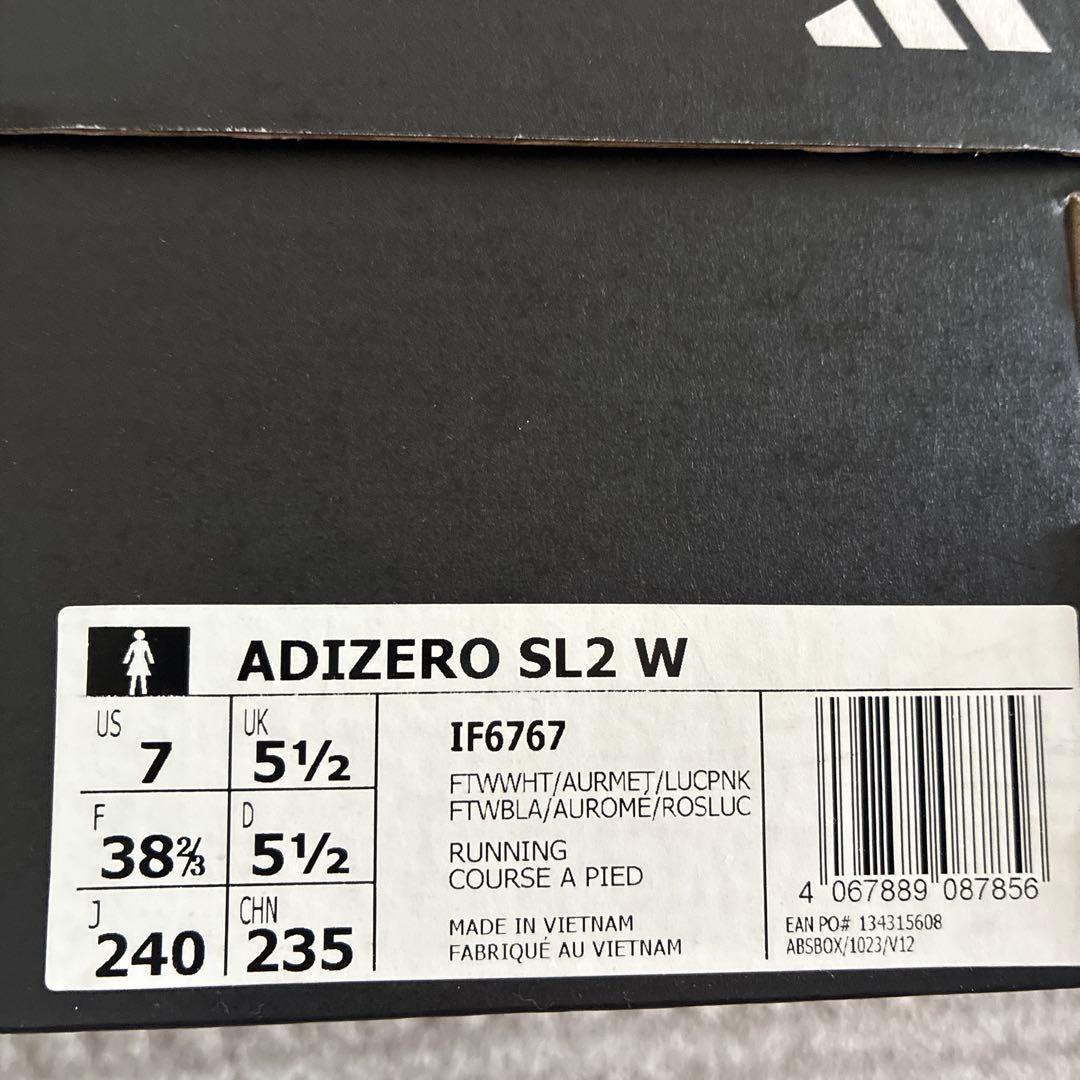 ADIZERO SL2 W
US
7
UK
5½
F
38⅔
D
5½
J
240
CHN
235
IF6767
FTWWHT/AURMET/LUCPNK
FTWBLA/AUROME/ROSLUC
RUNNING
COURSE A PIED
MADE IN VIETNAM
FABRIQUÉ AU VIETNAM
4 067889 087856
EAN PO# 134315608
ABSBOX/1023/V12